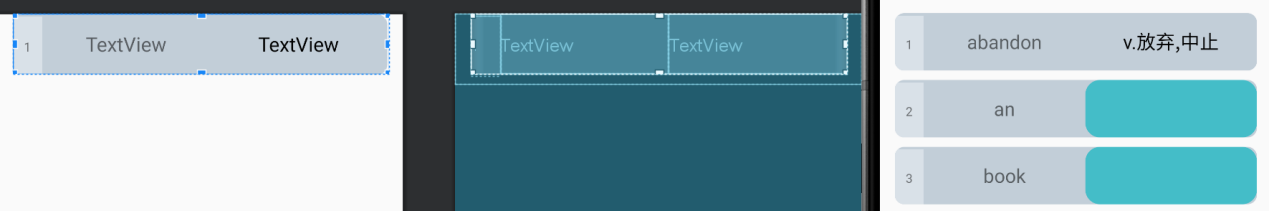 1 TextView TextView
TextView TextView
1 abandon v.放弃,中止
2 an
3 book